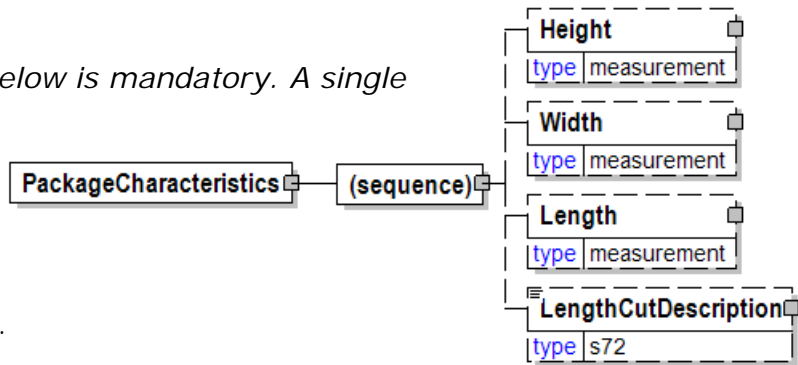 Height
type measurement
elow is mandatory. A single
Width
type measurement
PackageCharacteristics (sequence)
Length
type measurement
LengthCutDescription
.
type s72